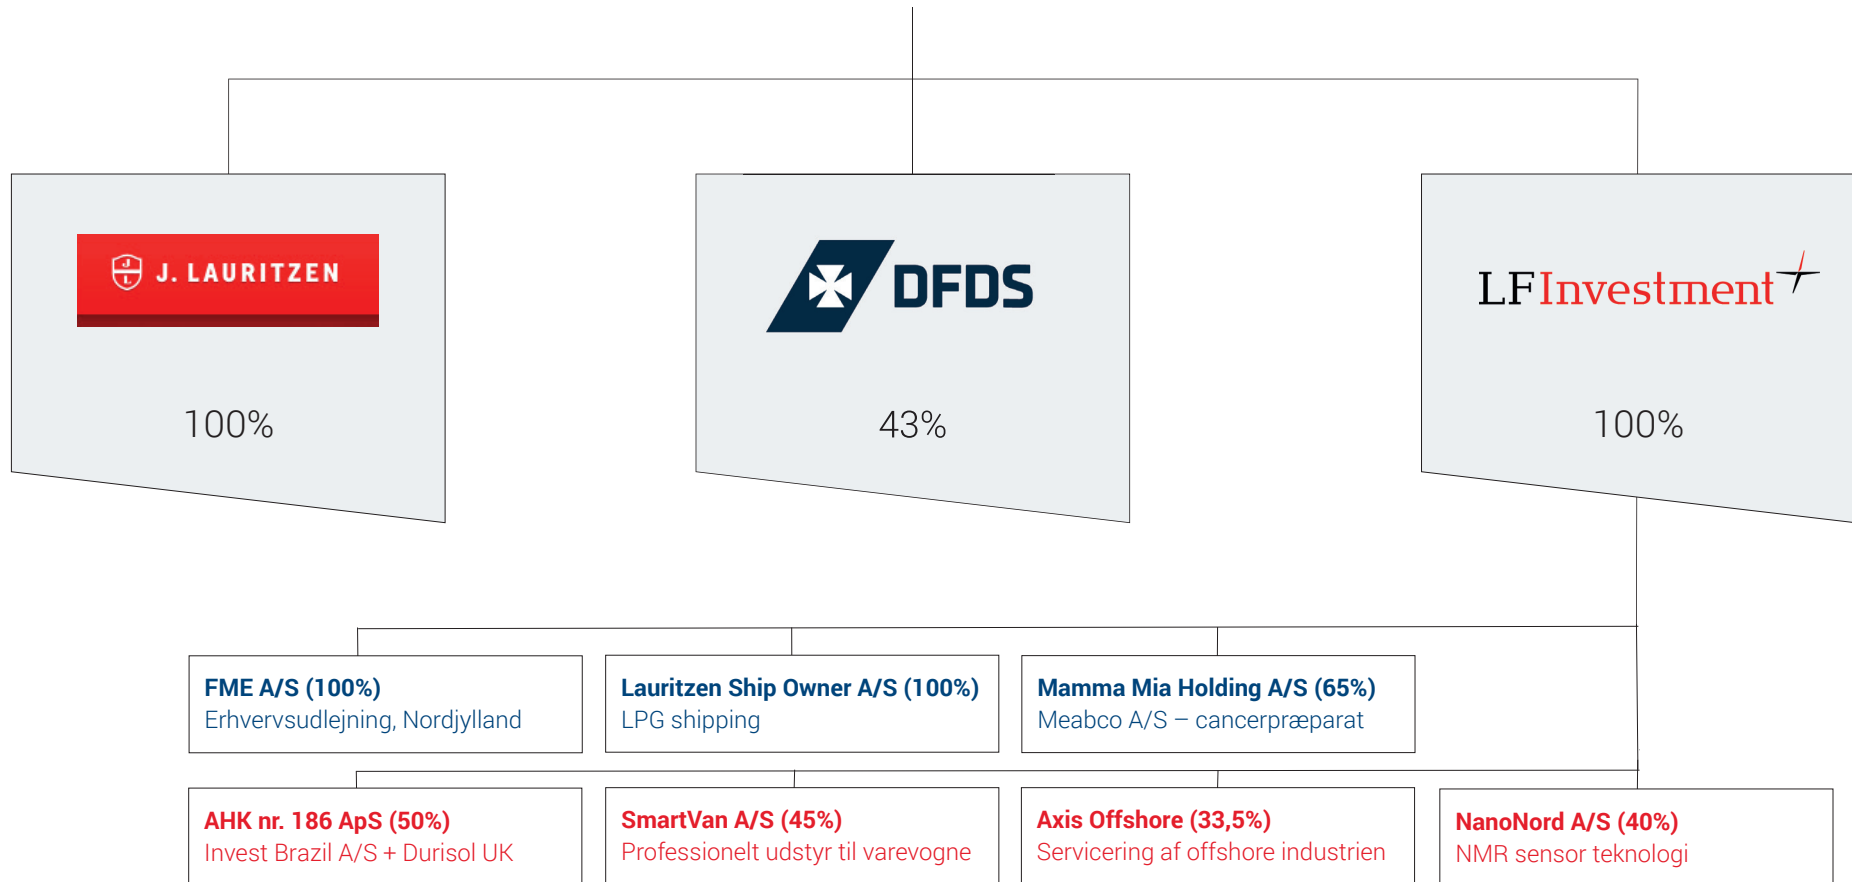 J L J. LAURITZEN
DFDS
LFInvestment
100%
43%
100%
FME A/S (100%)
Erhvervsudlejning, Nordjylland
Lauritzen Ship Owner A/S (100%)
LPG shipping
Mamma Mia Holding A/S (65%)
Meabco A/S – cancerpræparat
AHK nr. 186 ApS (50%)
Invest Brazil A/S + Durisol UK
SmartVan A/S (45%)
Professionelt udstyr til varevogne
Axis Offshore (33,5%)
Servicering af offshore industrien
NanoNord A/S (40%)
NMR sensor teknologi